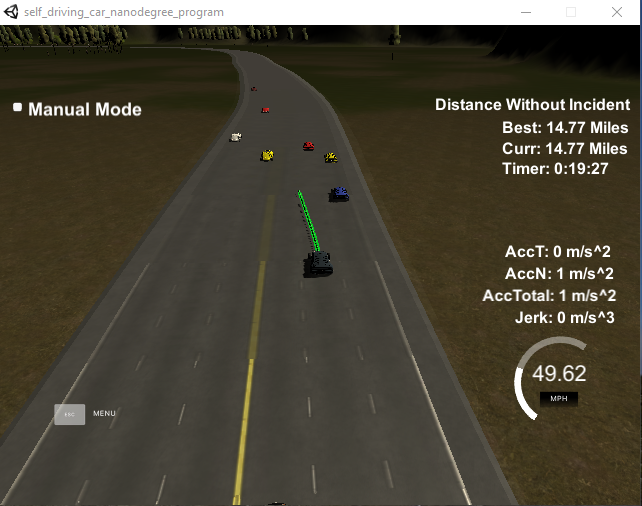 self_driving_car_nanodegree_program
Manual Mode
Distance Without Incident
Best: 14.77 Miles
Curr: 14.77 Miles
Timer: 0:19:27
AccT: 0 m/s^2
AccN: 1 m/s^2
AccTotal: 1 m/s^2
Jerk: 0 m/s^3
49.62
MPH
ESC MENU